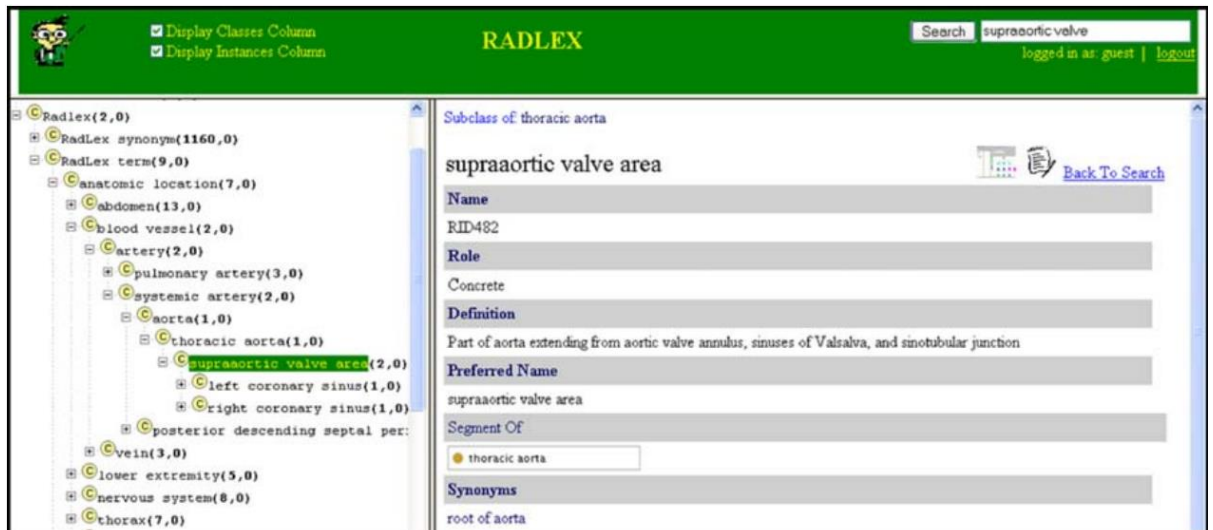 Display Classes Column
Display Instances Column
RADLEX
Search supraaortic valve
logged in as: guest | logout
Radlex(2,0)
RadLex synonym(1160,0)
RadLex term(9,0)
anatomic location(7,0)
abdomen(13,0)
blood vessel(2,0)
artery(2,0)
pulmonary artery(3,0)
systemic artery(2,0)
aorta(1,0)
thoracic aorta(1,0)
supraaortic valve area(2,0)
left coronary sinus(1,0)
right coronary sinus(1,0)
posterior descending septal per
vein(3,0)
lower extremity(5,0)
nervous system(8,0)
thorax(7,0)
Subclass of: thoracic aorta
supraaortic valve area
Back To Search
Name
RID482
Role
Concrete
Definition
Part of aorta extending from aortic valve annulus, sinuses of Valsalva, and sinotubular junction
Preferred Name
supraaortic valve area
Segment Of
thoracic aorta
Synonyms
root of aorta